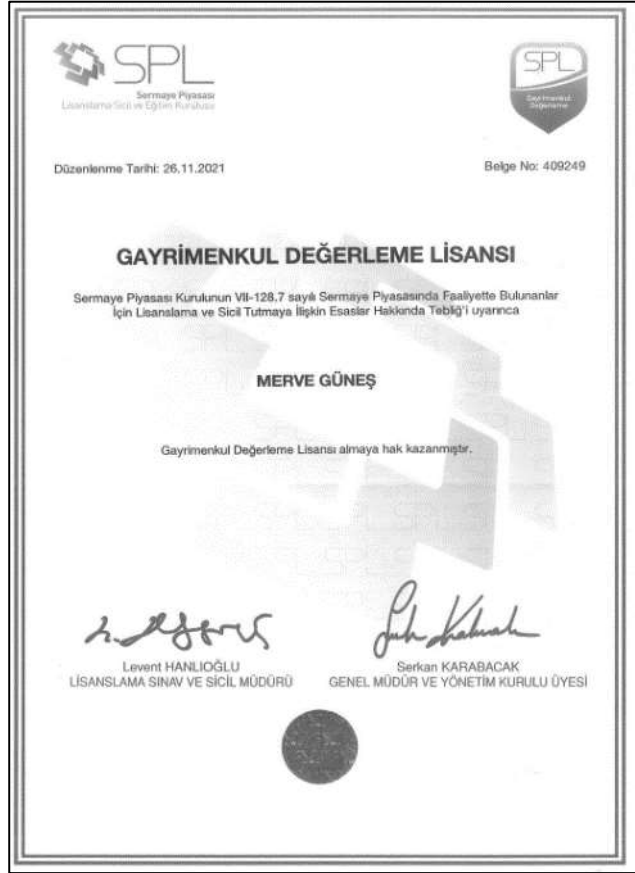 SPL
Sermaye Piyasası
Lisanslama Sicil ve Eğitim Kuruluşu
SPL
Gayrimenkul
Değerleme
Düzenlenme Tarihi: 26.11.2021
Belge No: 409249
GAYRİMENKUL DEĞERLEME LİSANSI
Sermaye Piyasası Kurulunun VII-128.7 sayılı Sermaye Piyasasında Faaliyette Bulunanlar
İçin Lisanslama ve Sicil Tutmaya İlişkin Esaslar Hakkında Tebliğ'i uyarınca
MERVE GÜNEŞ
Gayrimenkul Değerleme Lisansı almaya hak kazanmıştır.
Levent HANLIOĞLU
LİSANSLAMA SINAV VE SİCİL MÜDÜRÜ
Serkan KARABACAK
GENEL MÜDÜR VE YÖNETİM KURULU ÜYESİ